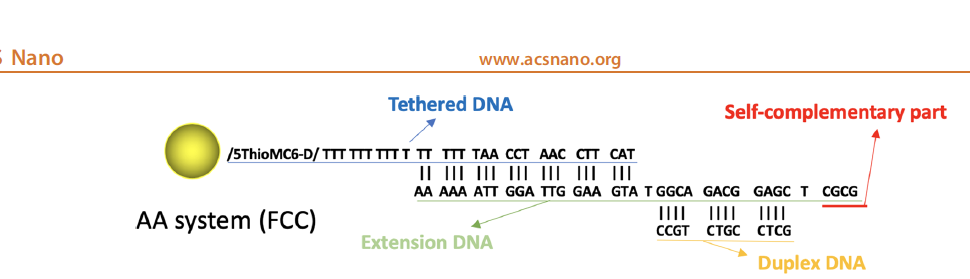 S Nano
www.acsnano.org
Tethered DNA
Self-complementary part
/5ThioMC6-D/ TTT TTT TTT T TT TTT TAA CCT AAC CTT CAT
AA AAA ATT GGA TTG GAA GTA T GGCA GACG GAGC T CGCG
AA system (FCC)
CCGT CTGC CTCG
Extension DNA
Duplex DNA